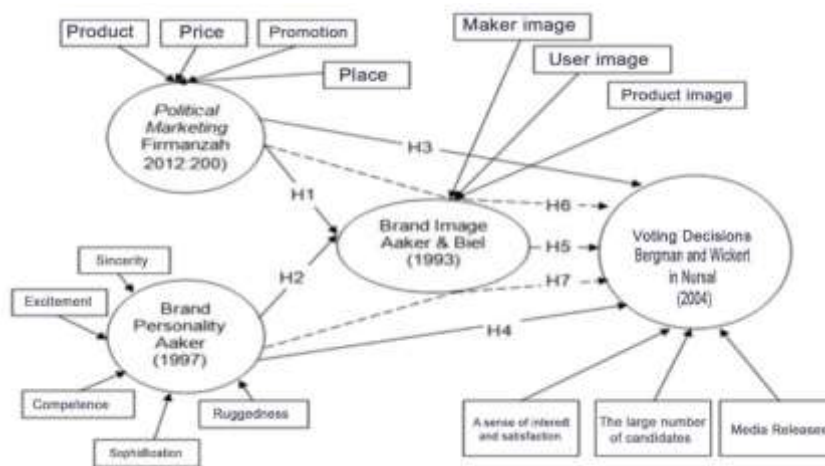 Product
Price
Promotion
Place
Maker image
User image
Product image
Political
Marketing
Firmanzah
2012:200)
H3
H1
H6
Brand Image
Aaker & Biel
(1993)
H5
Voting Decisions
Bergman and Wickert
in Nursal
(2004)
H2
H7
H4
Sincerity
Excitement
Brand
Personality
Aaker
(1997)
Competence
Ruggedness
Sophistication
A sense of interest
and satisfaction
The large number
of candidates
Media Releases